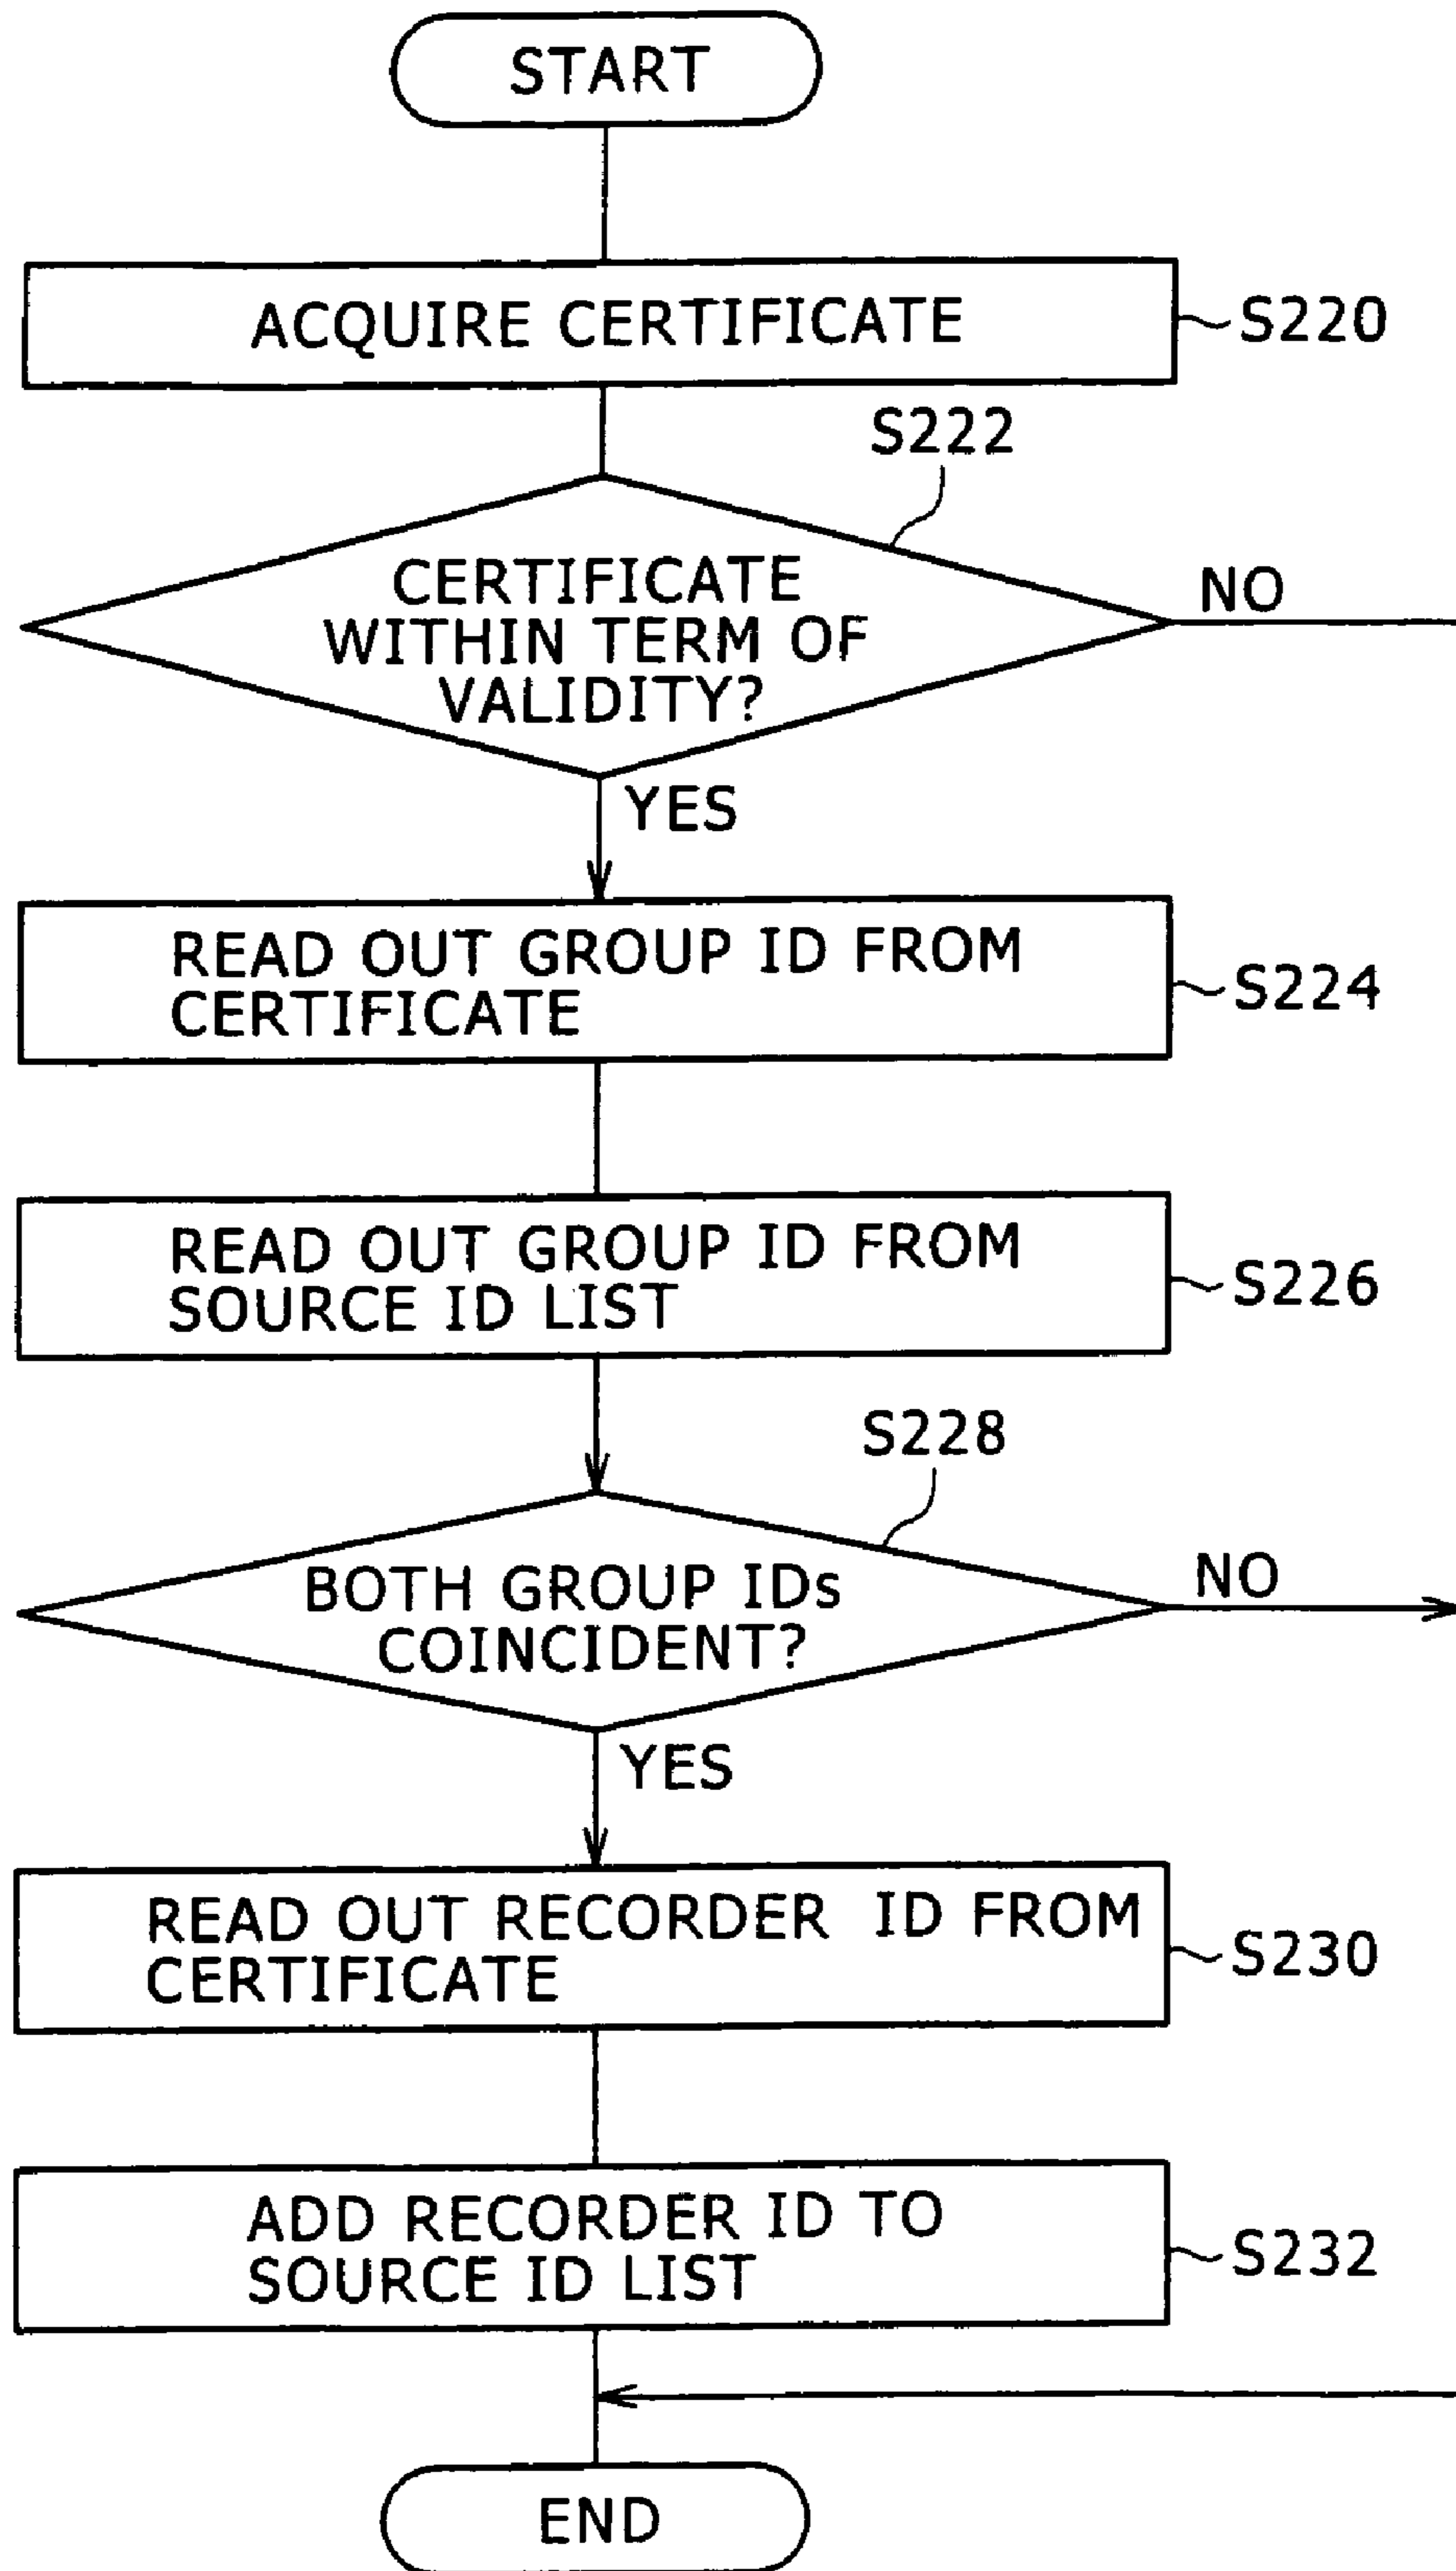 START
ACQUIRE CERTIFICATE
S220
S222
CERTIFICATE
WITHIN TERM OF
VALIDITY?
NO
YES
READ OUT GROUP ID FROM
CERTIFICATE
S224
READ OUT GROUP ID FROM
SOURCE ID LIST
S226
S228
BOTH GROUP IDs
COINCIDENT?
NO
YES
READ OUT RECORDER ID FROM
CERTIFICATE
S230
ADD RECORDER ID TO
SOURCE ID LIST
S232
END